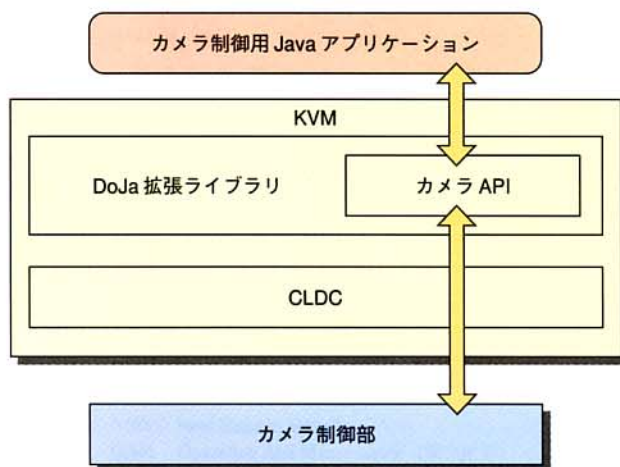 カメラ制御用 Java アプリケーション
KVM
DoJa 拡張ライブラリ
カメラ API
CLDC
カメラ制御部